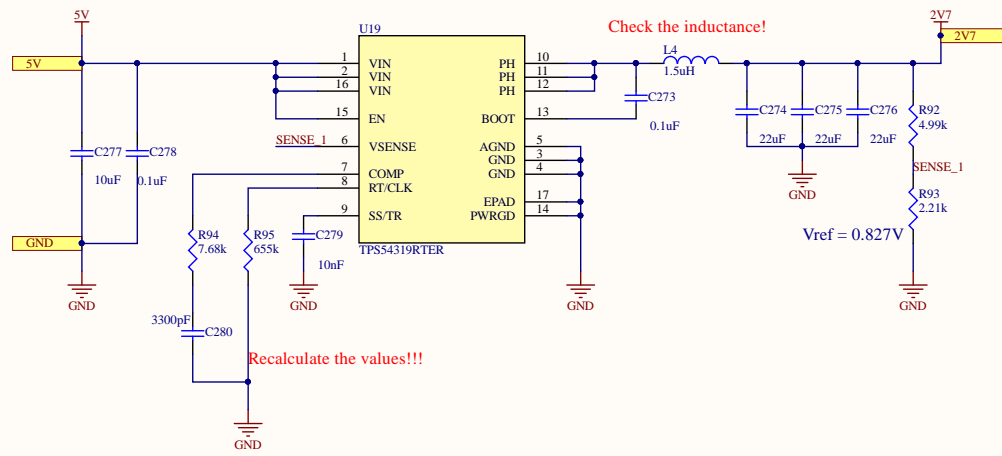 5V
2V7
U19
Check the inductance!
5V
2V7
L4
1.5uH
1
VIN
PH
10
2
VIN
PH
11
16
VIN
PH
12
15
EN
BOOT
13
C273
0.1uF
SENSE_1
6
VSENSE
AGND
5
GND
3
7
COMP
GND
4
8
RT/CLK
EPAD
17
9
SS/TR
PWRGD
14
TPS54319RTER
C277
10uF
C278
0.1uF
C274
22uF
C275
22uF
C276
22uF
R92
4.99k
SENSE_1
R93
2.21k
Vref = 0.827V
GND
GND
R94
7.68k
R95
655k
C279
10nF
GND
GND
GND
GND
3300pF
C280
Recalculate the values!!!
GND